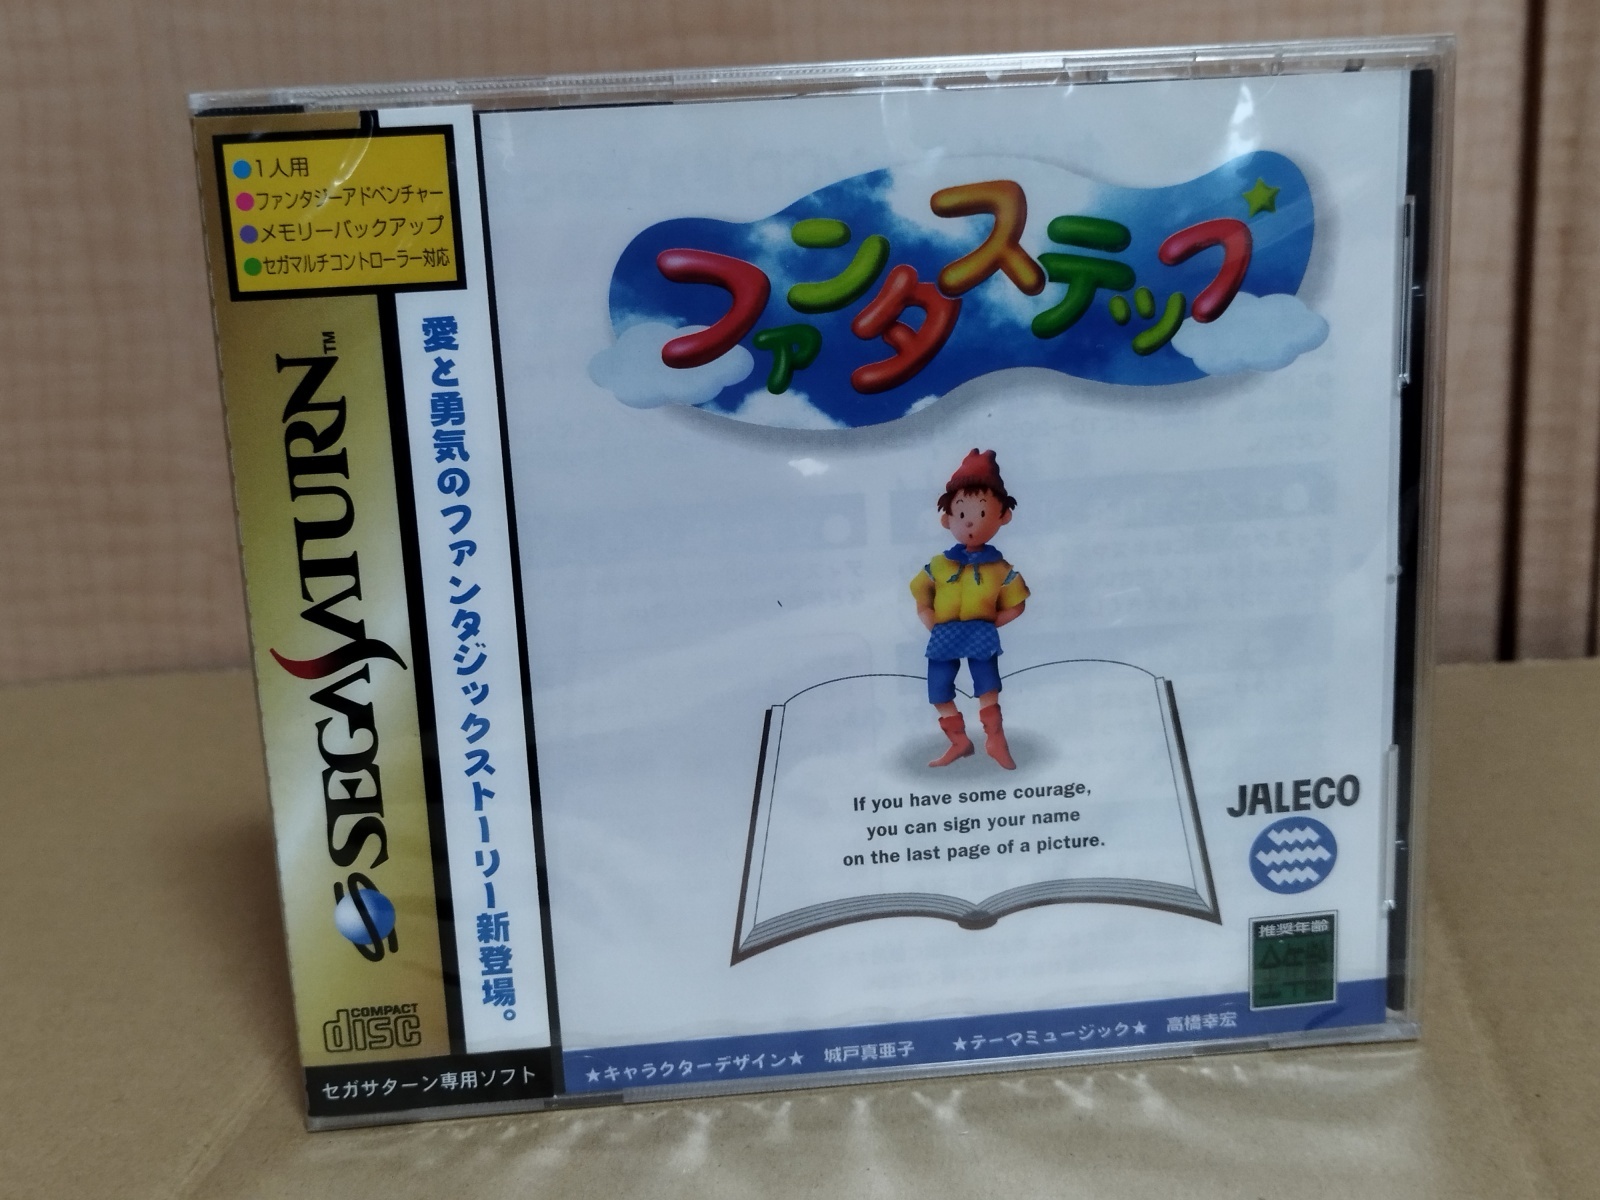 1人用
ファンタジーアドベンチャー
メモリーバックアップ
セガマルチコントローラー対応
SEGA SATURN™
COMPACT
disc
セガサターン専用ソフト
愛と勇気のファンタジックストーリー新登場。
ファンタステップ
If you have some courage,
you can sign your name
on the last page of a picture.
JALECO
推奨年齢
★キャラクターデザイン★ 城戸真亜子 ★テーマミュージック★ 高橋幸宏